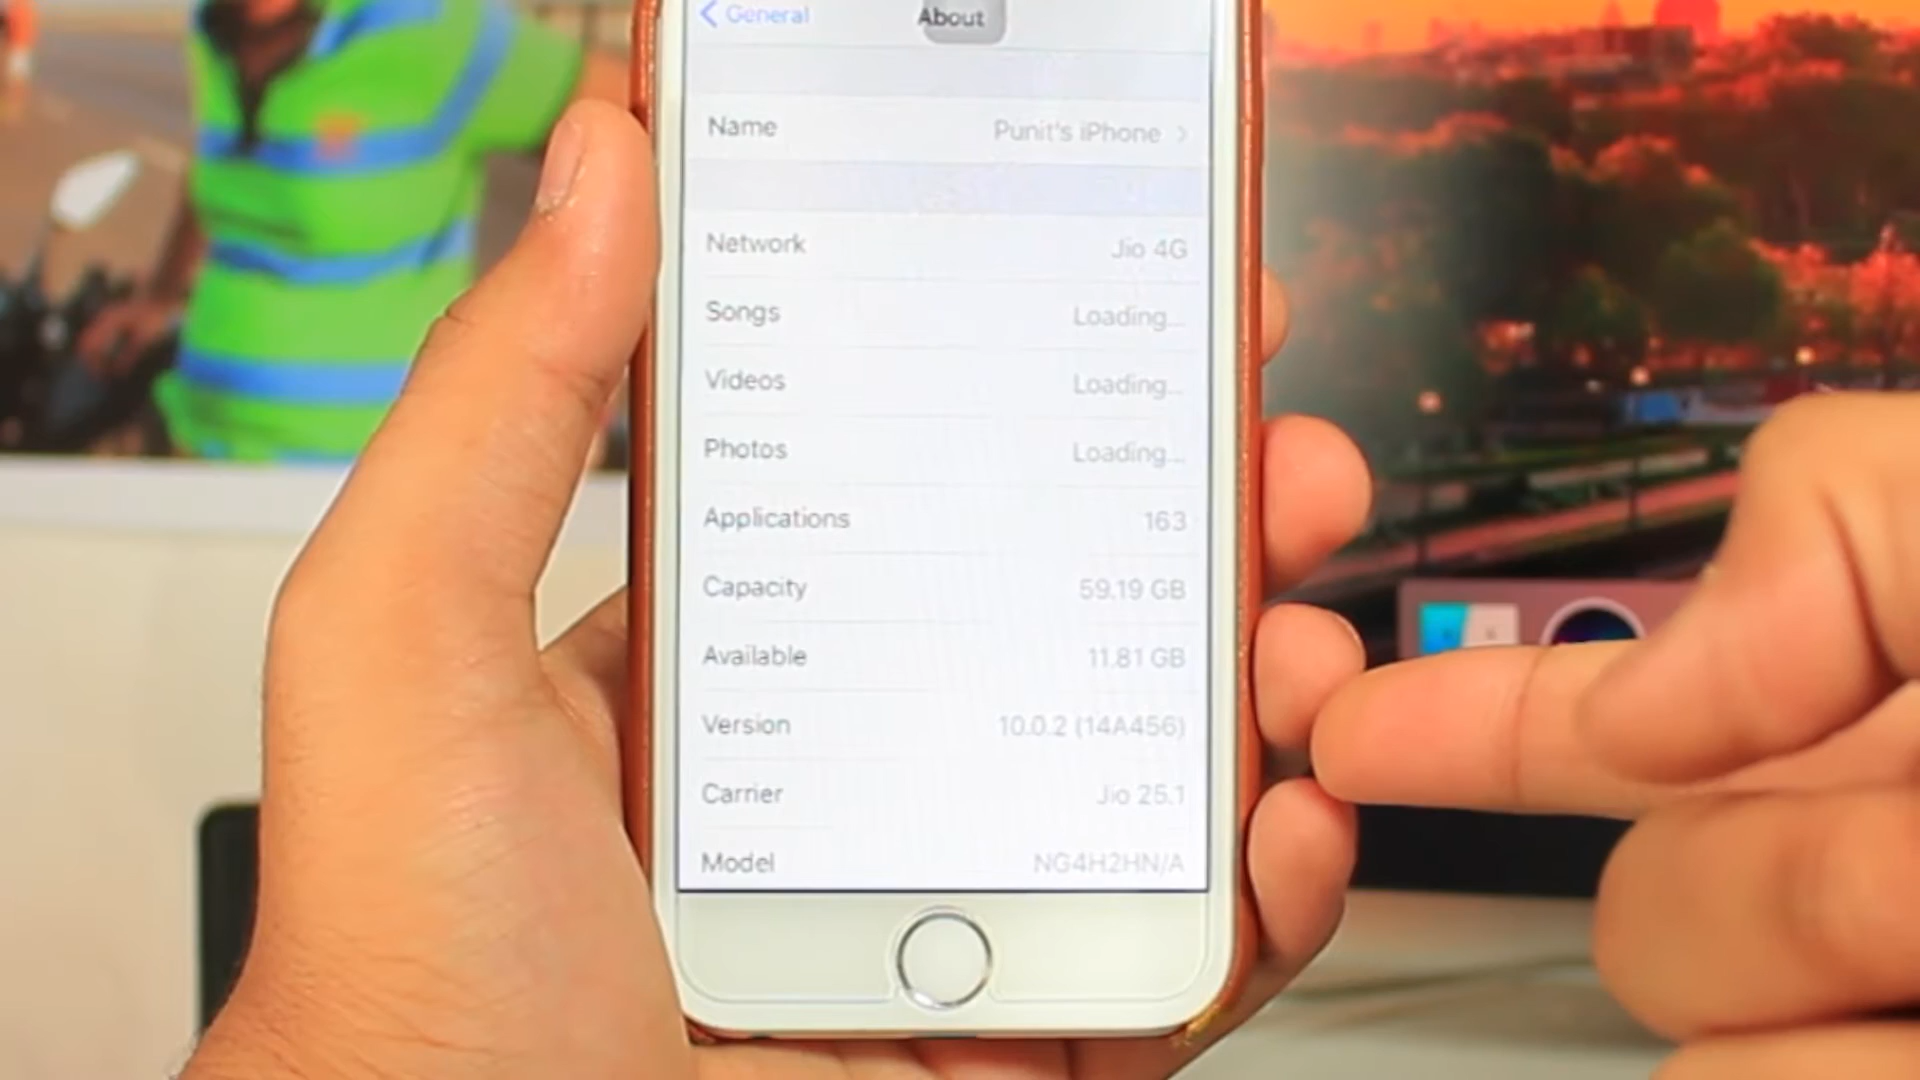 General
About
Name Punit's iPhone
Network Jio 4G
Songs Loading...
Videos Loading...
Photos Loading...
Applications 163
Capacity 59.19 GB
Available 11.81 GB
Version 10.0.2 (14A456)
Carrier Jio 25.1
Model NG4H2HN/A